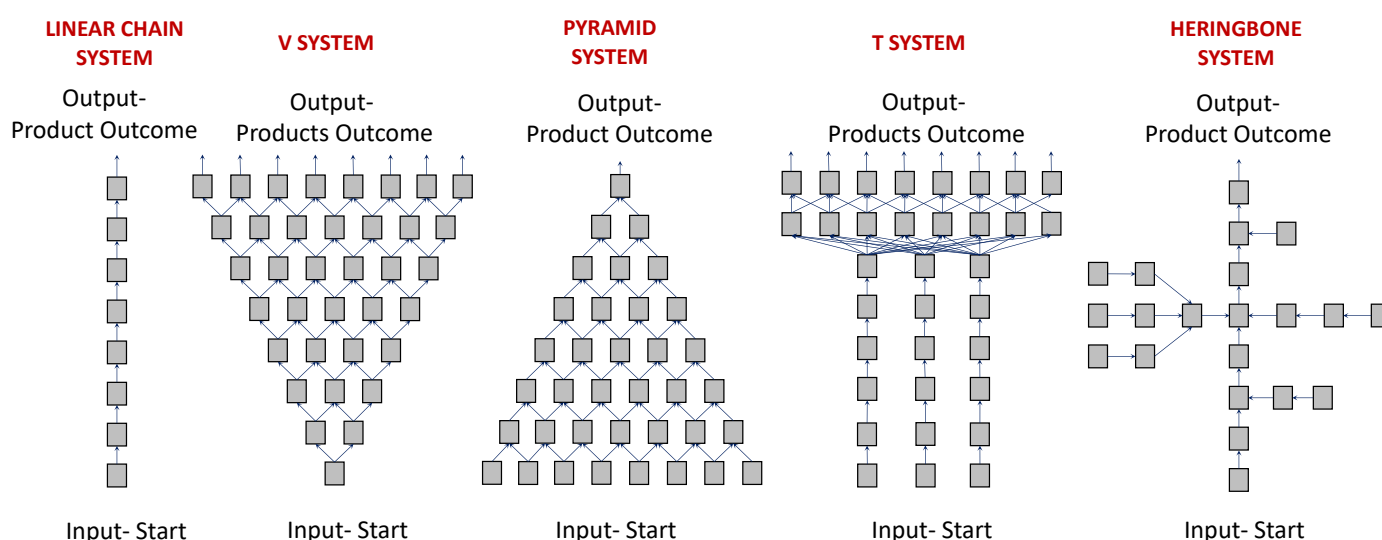 LINEAR CHAIN
SYSTEM
Output-
Product Outcome
Input- Start
V SYSTEM
Output-
Products Outcome
Input- Start
PYRAMID
SYSTEM
Output-
Product Outcome
Input- Start
T SYSTEM
Output-
Products Outcome
Input- Start
HERINGBONE
SYSTEM
Output-
Product Outcome
Input- Start